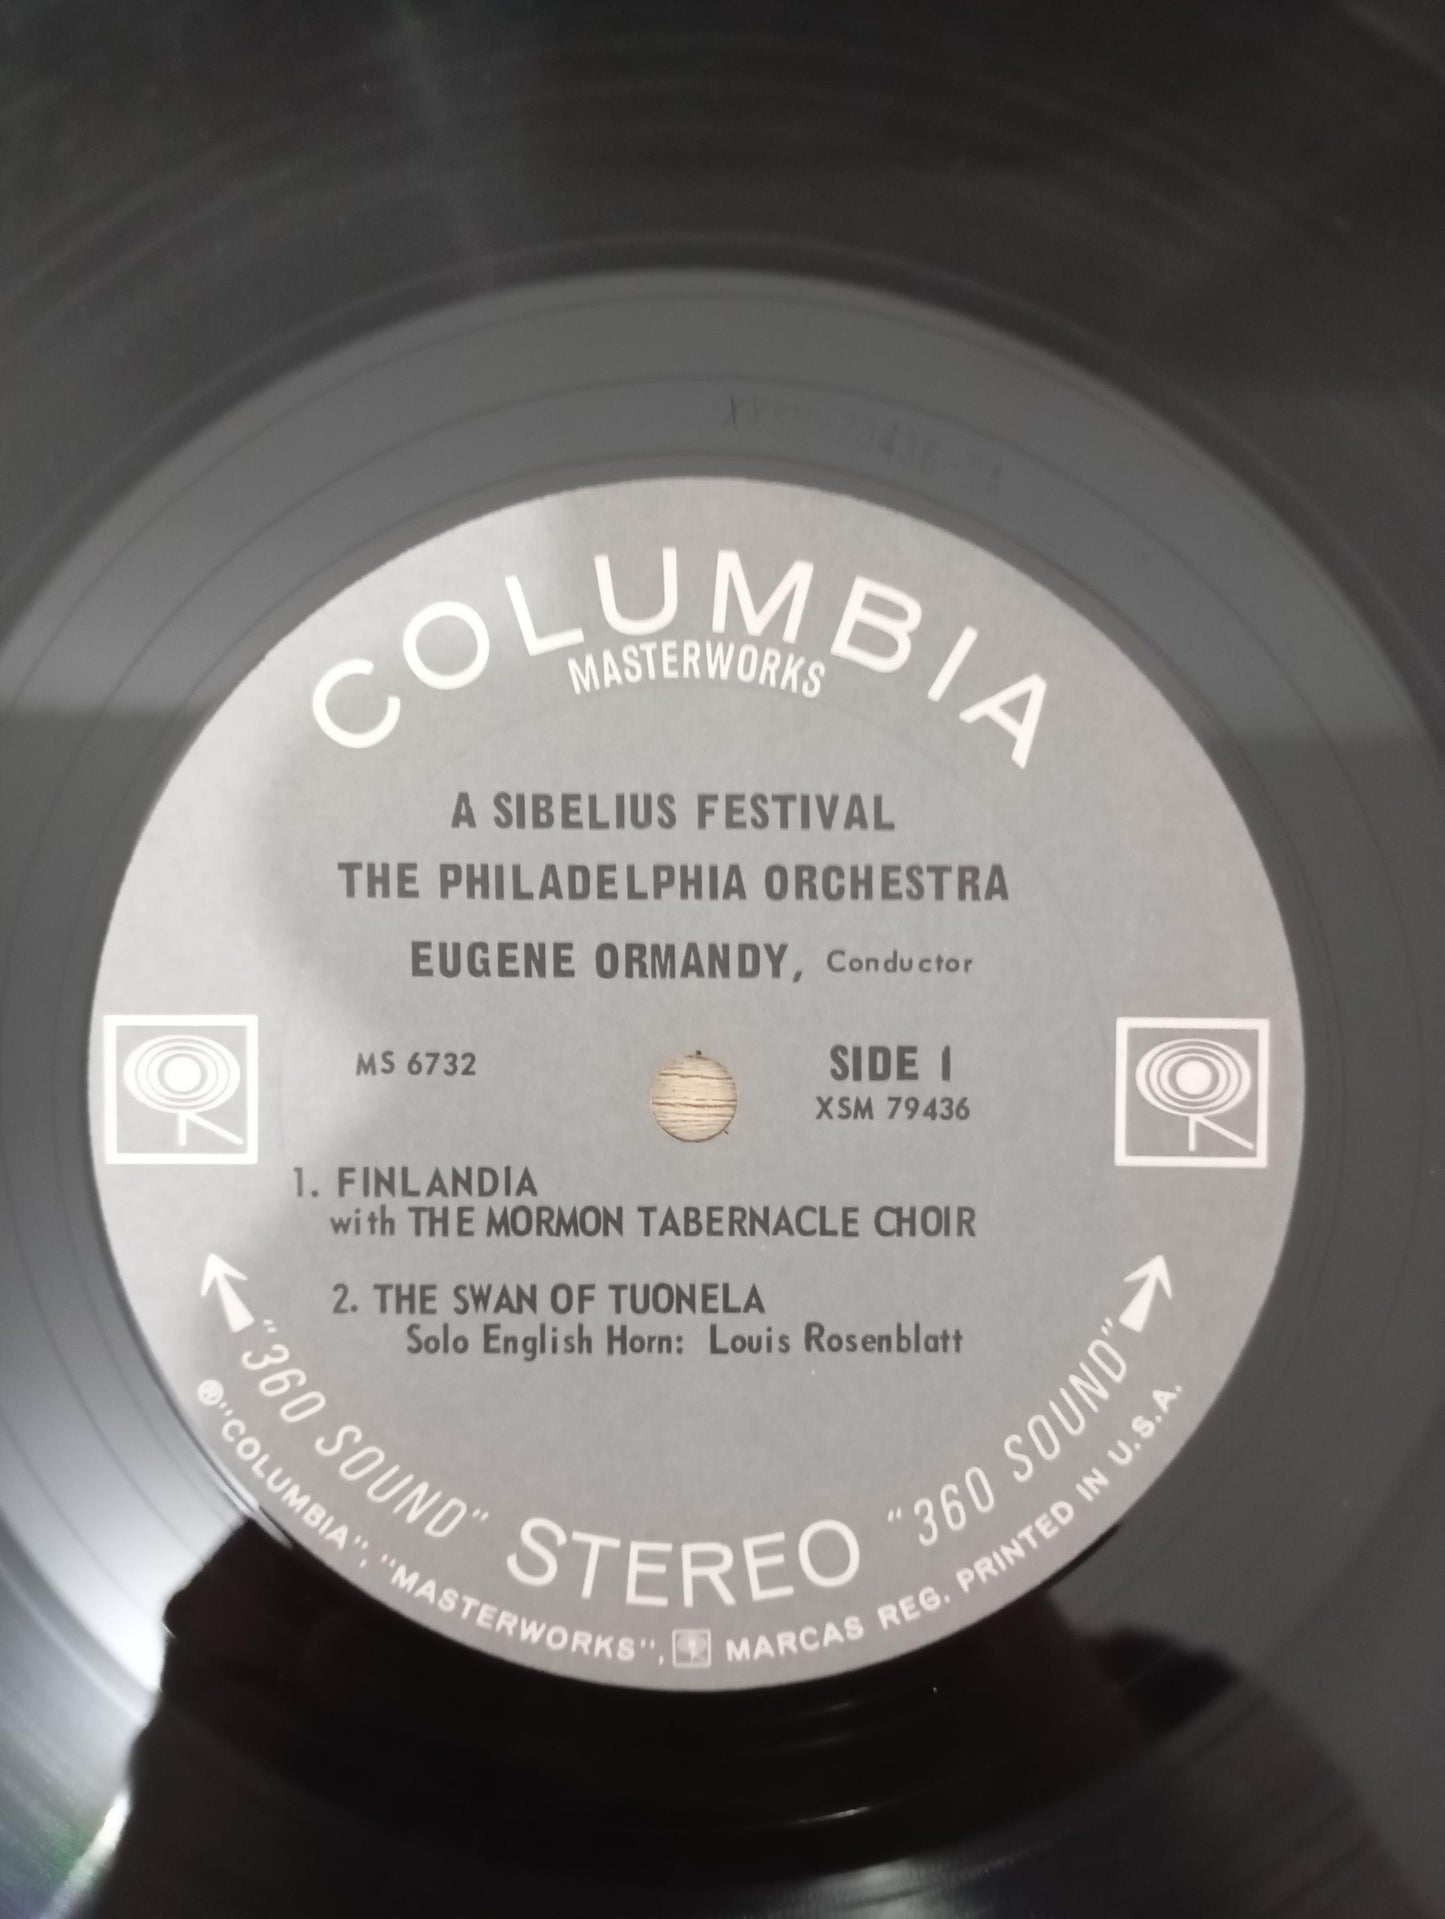 COLUMBIA
MASTERWORKS
A SIBELIUS FESTIVAL
THE PHILADELPHIA ORCHESTRA
EUGENE ORMANDY, Conductor
MS 6732
SIDE 1
XSM 79436
1. FINLANDIA
with THE MORMON TABERNACLE CHOIR
2. THE SWAN OF TUONELA
Solo English Horn: Louis Rosenblatt
"360 SOUND" STEREO "360 SOUND"
® "COLUMBIA", "MASTERWORKS", MARCAS REG. PRINTED IN U.S.A.